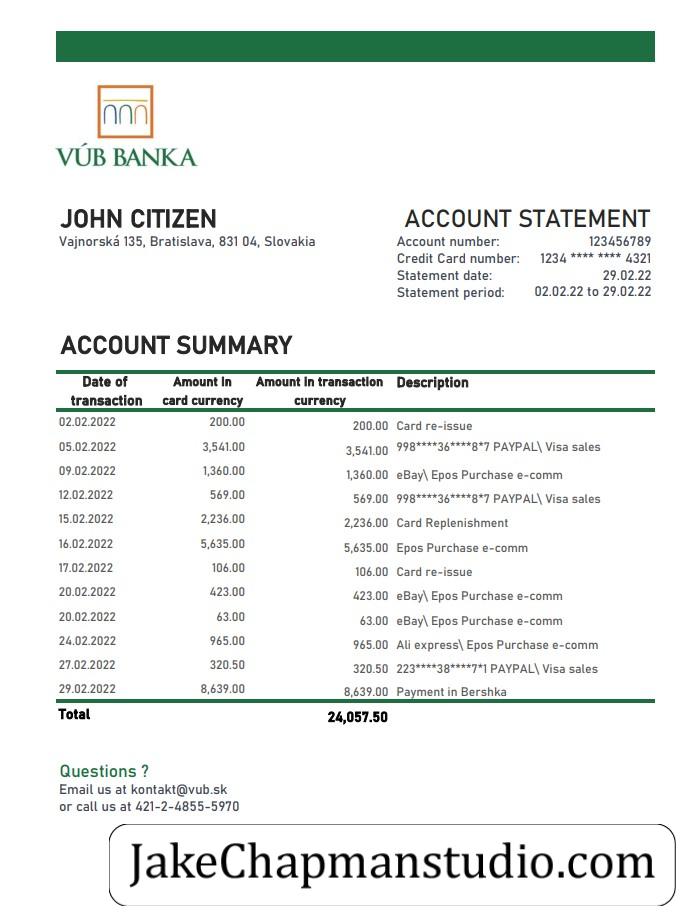 VÚB BANKA
JOHN CITIZEN
Vajnorská 135, Bratislava, 831 04, Slovakia
ACCOUNT STATEMENT
Account number: 123456789
Credit Card number: 1234 **** **** 4321
Statement date: 29.02.22
Statement period: 02.02.22 to 29.02.22
ACCOUNT SUMMARY
Date of transaction Amount in card currency Amount in transaction currency Description
02.02.2022 200.00 200.00 Card re-issue
05.02.2022 3,541.00 3,541.00 998****36****8*7 PAYPAL\ Visa sales
09.02.2022 1,360.00 1,360.00 eBay\ Epos Purchase e-comm
12.02.2022 569.00 569.00 998****36****8*7 PAYPAL\ Visa sales
15.02.2022 2,236.00 2,236.00 Card Replenishment
16.02.2022 5,635.00 5,635.00 Epos Purchase e-comm
17.02.2022 106.00 106.00 Card re-issue
20.02.2022 423.00 423.00 eBay\ Epos Purchase e-comm
20.02.2022 63.00 63.00 eBay\ Epos Purchase e-comm
24.02.2022 965.00 965.00 Ali express\ Epos Purchase e-comm
27.02.2022 320.50 320.50 223****38****7*1 PAYPAL\ Visa sales
29.02.2022 8,639.00 8,639.00 Payment in Bershka
Total 24,057.50
Questions ?
Email us at kontakt@vub.sk
or call us at 421-2-4855-5970
JakeChapmanstudio.com